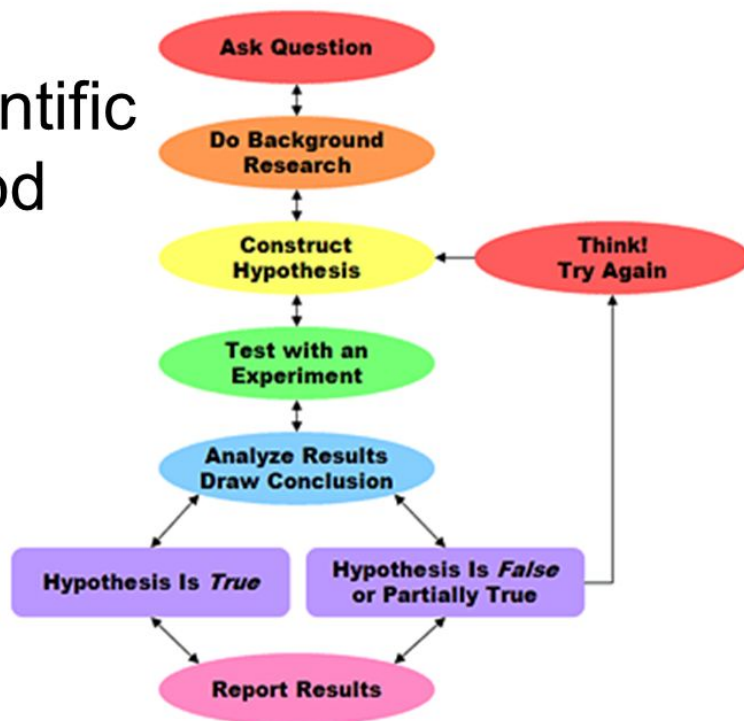 ntific
od
Ask Question
Do Background
Research
Construct
Hypothesis
Think!
Try Again
Test with an
Experiment
Analyze Results
Draw Conclusion
Hypothesis Is True
Hypothesis Is False
or Partially True
Report Results